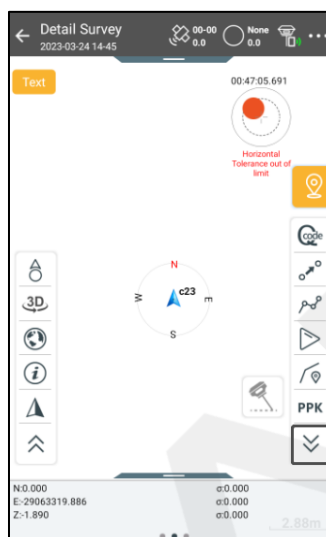 Detail Survey
2023-03-24 14-45
00-00
0.0
None
0.0
Text
00:47:05.691
Horizontal
Tolerance out of
limit
code
N
c23
W
E
S
3D
i
PPK
N:0.000
σ:0.000
E:-29063319.886
σ:0.000
Z:-1.890
σ:0.000
2.88m